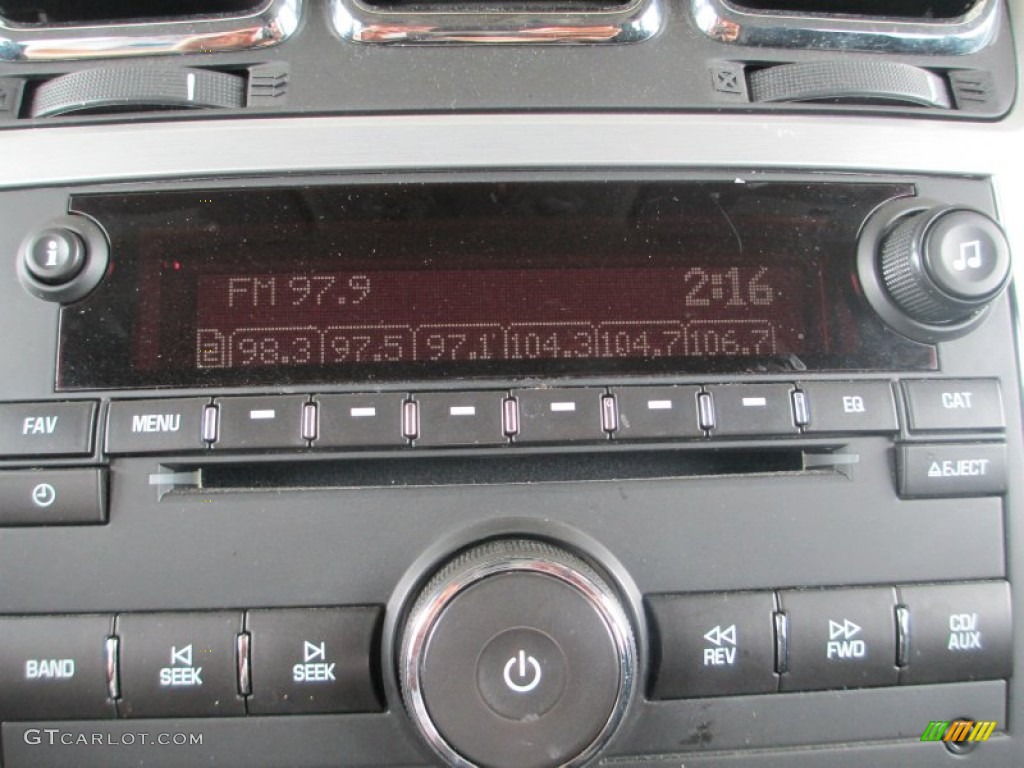 i
FM 97.9 2:16
98.3 97.5 97.1 104.3 104.7 106.7
FAV MENU EQ CAT
EJECT
BAND SEEK SEEK REV FWD CD/
AUX
GTCARLOT.COM